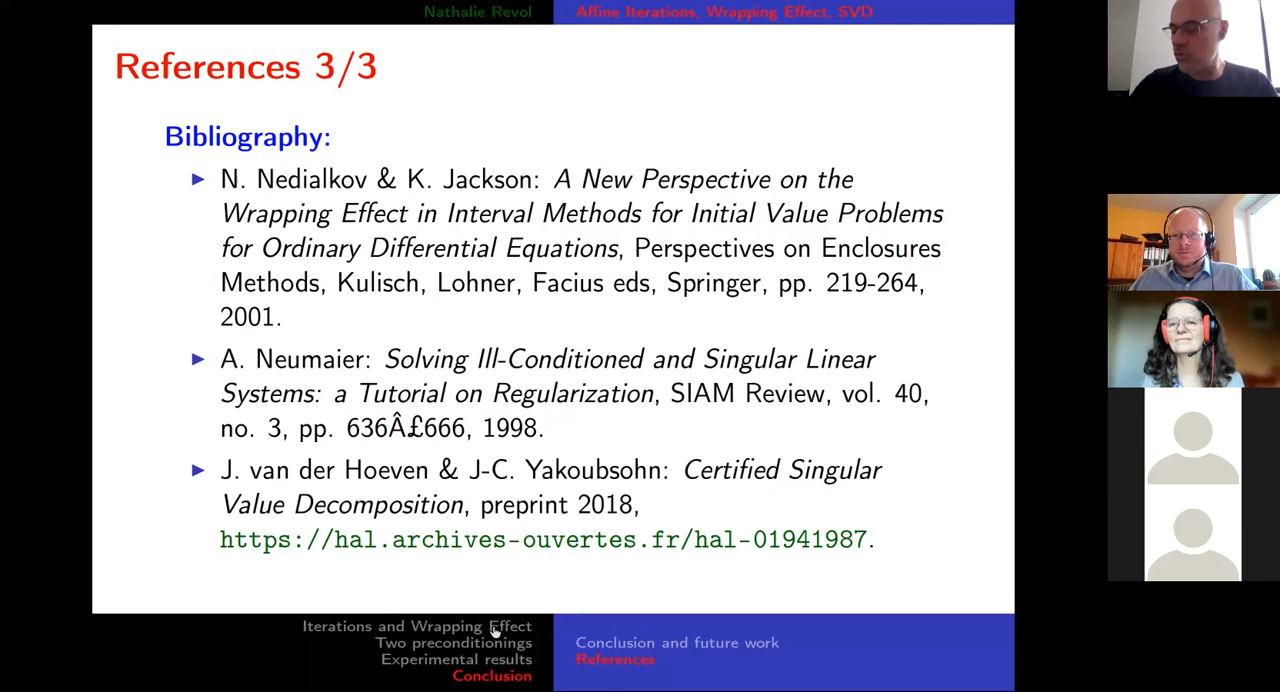 Nathalie Revol
Affine Iterations, Wrapping Effect, SVD
References 3/3
Bibliography:
N. Nedialkov & K. Jackson: A New Perspective on the
Wrapping Effect in Interval Methods for Initial Value Problems
for Ordinary Differential Equations, Perspectives on Enclosures
Methods, Kulisch, Lohner, Facius eds, Springer, pp. 219-264,
2001.
A. Neumaier: Solving Ill-Conditioned and Singular Linear
Systems: a Tutorial on Regularization, SIAM Review, vol. 40,
no. 3, pp. 636Â£666, 1998.
J. van der Hoeven & J-C. Yakoubsohn: Certified Singular
Value Decomposition, preprint 2018,
https://hal.archives-ouvertes.fr/hal-01941987.
Iterations and Wrapping Effect
Two preconditionings
Experimental results
Conclusion
Conclusion and future work
References